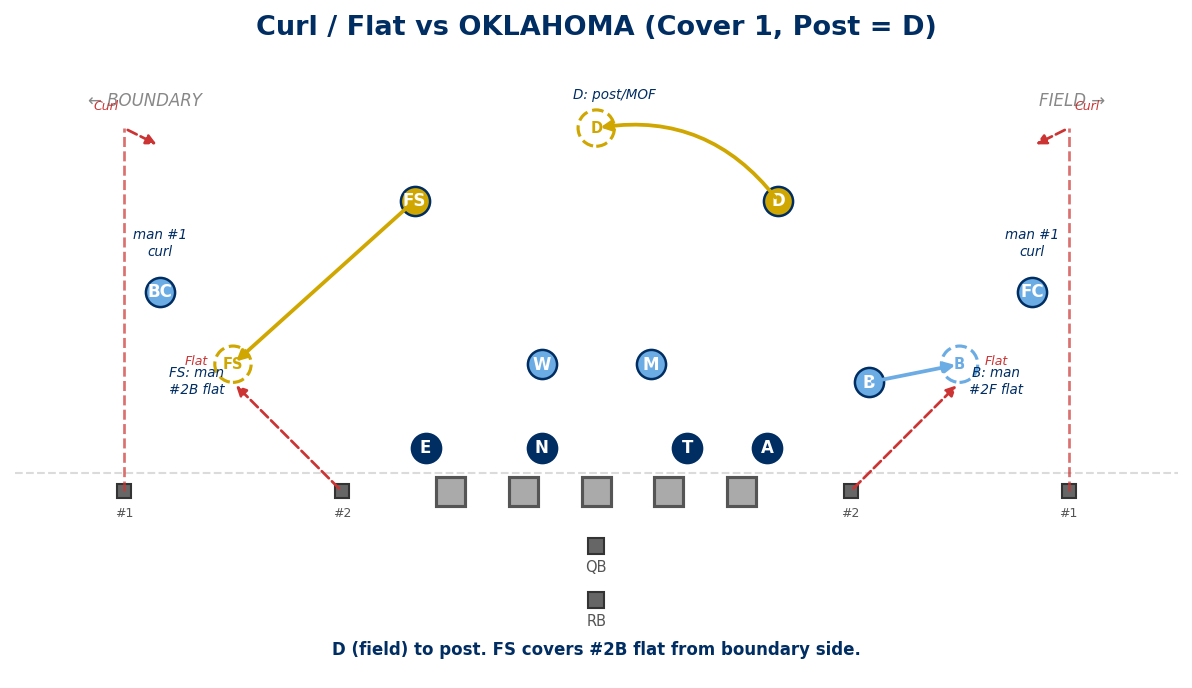 Curl / Flat vs OKLAHOMA (Cover 1, Post = D)
D: post/MOF
← BOUNDARY
FIELD →
Curl
Curl
D
FS
D
man #1
curl
man #1
curl
BC
FC
Flat
FS
W
M
B
Flat
FS: man
#2B flat
B
B: man
#2F flat
E
N
T
A
#1
#2
#2
#1
QB
RB
D (field) to post. FS covers #2B flat from boundary side.